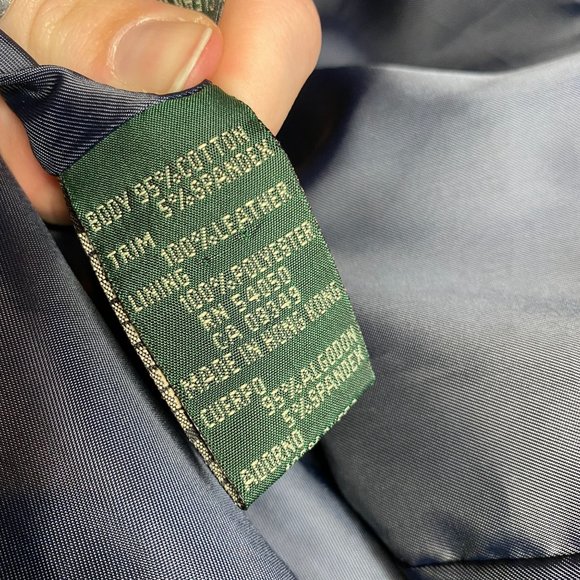 BODY 95% COTTON
5% SPANDEX
TRIM 100% LEATHER
LINING
100% POLYESTER
RN 54050
CA 09749
MADE IN HONG KONG
CUERPO 95% ALGODON
5% SPANDEX
ADORNO